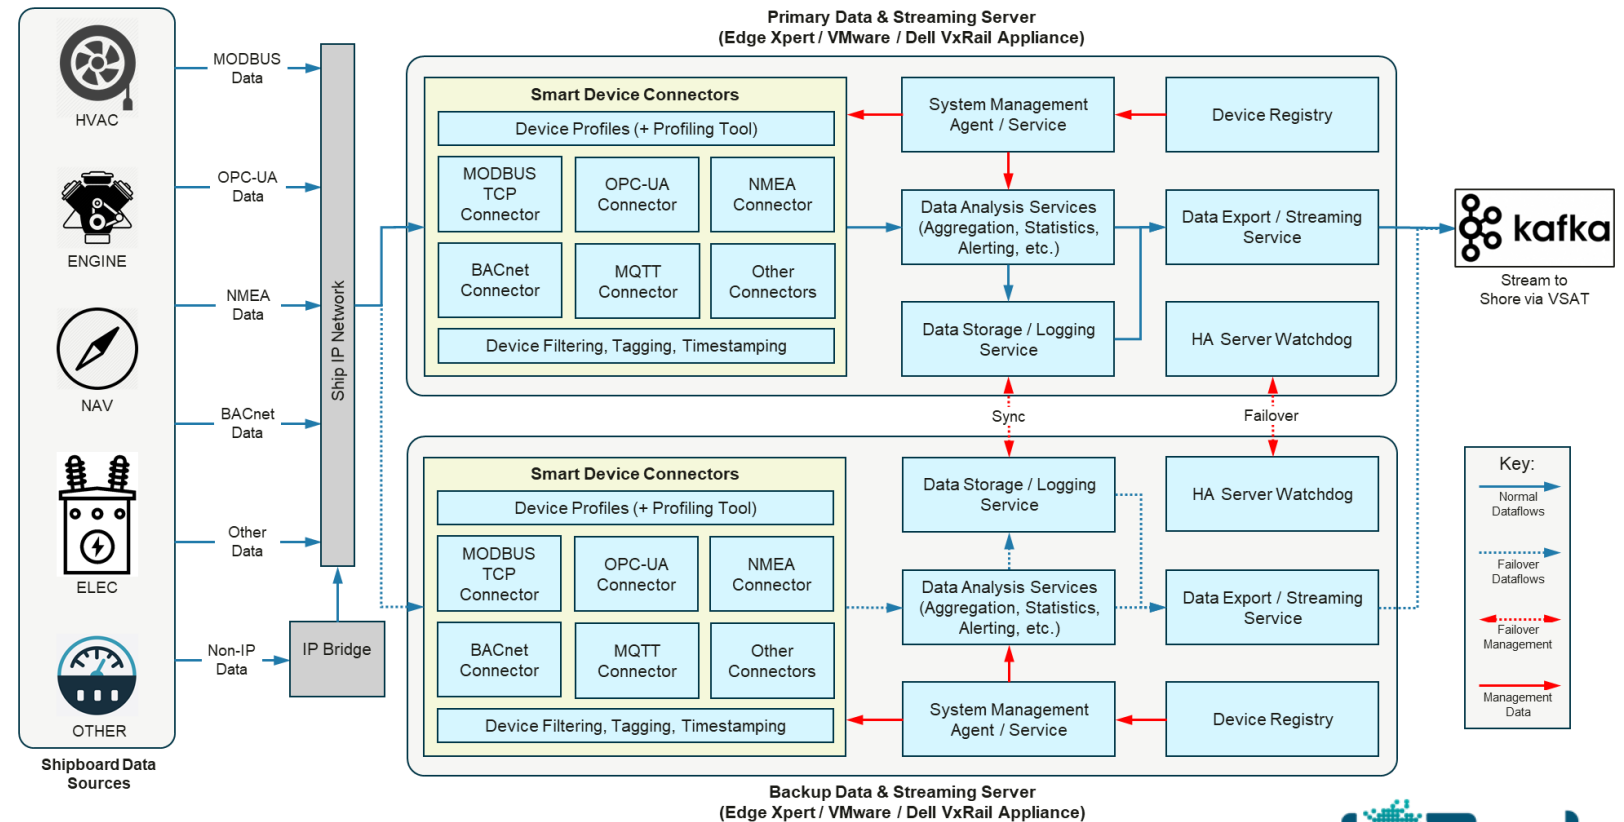 Primary Data & Streaming Server
(Edge Xpert / VMware / Dell VxRail Appliance)
HVAC
ENGINE
NAV
ELEC
OTHER
Shipboard Data
Sources
MODBUS
Data
OPC-UA
Data
NMEA
Data
BACnet
Data
Other
Data
Non-IP
Data
Ship IP Network
IP Bridge
Smart Device Connectors
Device Profiles (+ Profiling Tool)
MODBUS
TCP
Connector
OPC-UA
Connector
NMEA
Connector
BACnet
Connector
MQTT
Connector
Other
Connectors
Device Filtering, Tagging, Timestamping
System Management
Agent / Service
Device Registry
Data Analysis Services
(Aggregation, Statistics,
Alerting, etc.)
Data Export / Streaming
Service
Data Storage / Logging
Service
HA Server Watchdog
kafka
Stream to
Shore via VSAT
Sync
Failover
Smart Device Connectors
Device Profiles (+ Profiling Tool)
MODBUS
TCP
Connector
OPC-UA
Connector
NMEA
Connector
BACnet
Connector
MQTT
Connector
Other
Connectors
Device Filtering, Tagging, Timestamping
Data Storage / Logging
Service
HA Server Watchdog
Data Analysis Services
(Aggregation, Statistics,
Alerting, etc.)
Data Export / Streaming
Service
System Management
Agent / Service
Device Registry
Key:
Normal
Dataflows
Failover
Dataflows
Failover
Management
Management
Data
Backup Data & Streaming Server
(Edge Xpert / VMware / Dell VxRail Appliance)